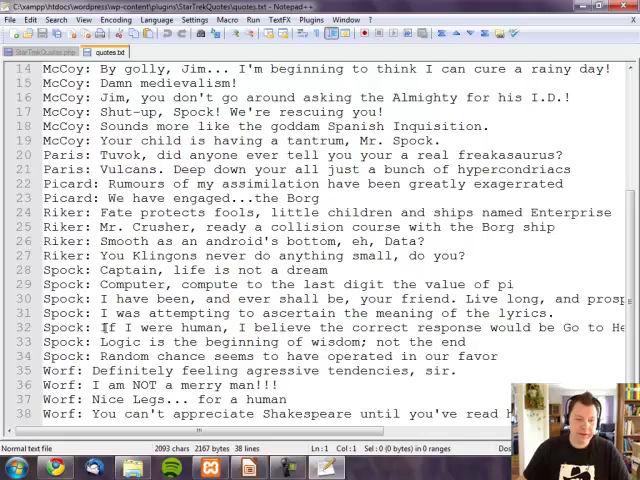 C:\xampp\htdocs\wordpress\wp-content\plugins\StarTrekQuotes\quotes.txt - Notepad++
File Edit Search View Encoding Language Settings Macro Run TextFX Plugins Window ?
StarTrekQuotes.php quotes.txt
14 McCoy: By golly, Jim... I'm beginning to think I can cure a rainy day!
15 McCoy: Damn medievalism!
16 McCoy: Jim, you don't go around asking the Almighty for his I.D.!
17 McCoy: Shut-up, Spock! We're rescuing you!
18 McCoy: Sounds more like the goddam Spanish Inquisition.
19 McCoy: Your child is having a tantrum, Mr. Spock.
20 Paris: Tuvok, did anyone ever tell you your a real freakasaurus?
21 Paris: Vulcans. Deep down your all just a bunch of hypercondriacs
22 Picard: Rumours of my assimilation have been greatly exagerrated
23 Picard: We have engaged...the Borg
24 Riker: Fate protects fools, little children and ships named Enterprise
25 Riker: Mr. Crusher, ready a collision course with the Borg ship
26 Riker: Smooth as an android's bottom, eh, Data?
27 Riker: You Klingons never do anything small, do you?
28 Spock: Captain, life is not a dream
29 Spock: Computer, compute to the last digit the value of pi
30 Spock: I have been, and ever shall be, your friend. Live long, and prosp
31 Spock: I was attempting to ascertain the meaning of the lyrics.
32 Spock: If I were human, I believe the correct response would be Go to He
33 Spock: Logic is the beginning of wisdom; not the end
34 Spock: Random chance seems to have operated in our favor
35 Worf: Definitely feeling agressive tendencies, sir.
36 Worf: I am NOT a merry man!!!
37 Worf: Nice Legs... for a human
38 Worf: You can't appreciate Shakespeare until you've read h
Normal text file 2093 chars 2167 bytes 38 lines Ln : 1 Col : 1 Sel : 0 (0 bytes) in 0 ranges Dos